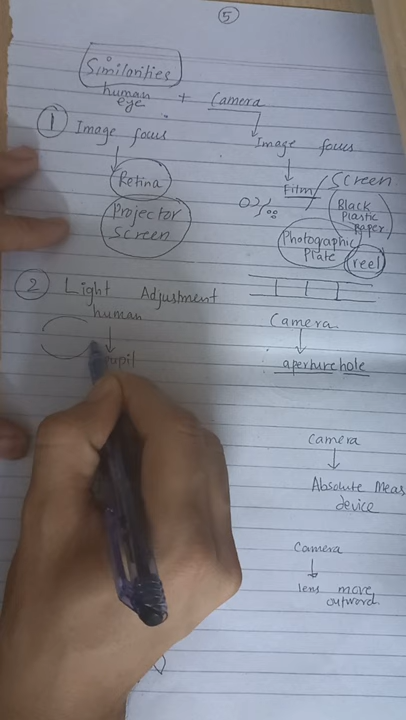 5
Similarities
human eye + Camera
1 Image focus
Image focus
Retina
Film / Screen
Projector Screen
Black Plastic paper
Photographic Plate
reel
2 Light Adjustment
human
Camera
pupil
aperture hole
Camera
Absolute Meas
device
Camera
lens move
outword